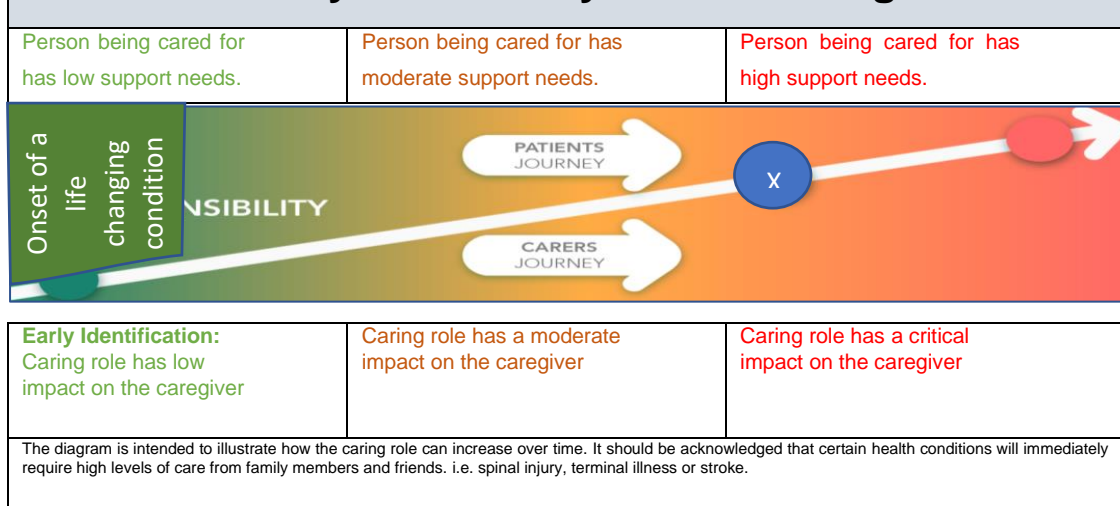 Person being cared for
has low support needs.
Person being cared for has
moderate support needs.
Person being cared for has
high support needs.
Onset of a
life
changing
condition
NSIBILITY
PATIENTS
JOURNEY
X
CARERS
JOURNEY
Early Identification:
Caring role has low
impact on the caregiver
Caring role has a moderate
impact on the caregiver
Caring role has a critical
impact on the caregiver
The diagram is intended to illustrate how the caring role can increase over time. It should be acknowledged that certain health conditions will immediately
require high levels of care from family members and friends. i.e. spinal injury, terminal illness or stroke.